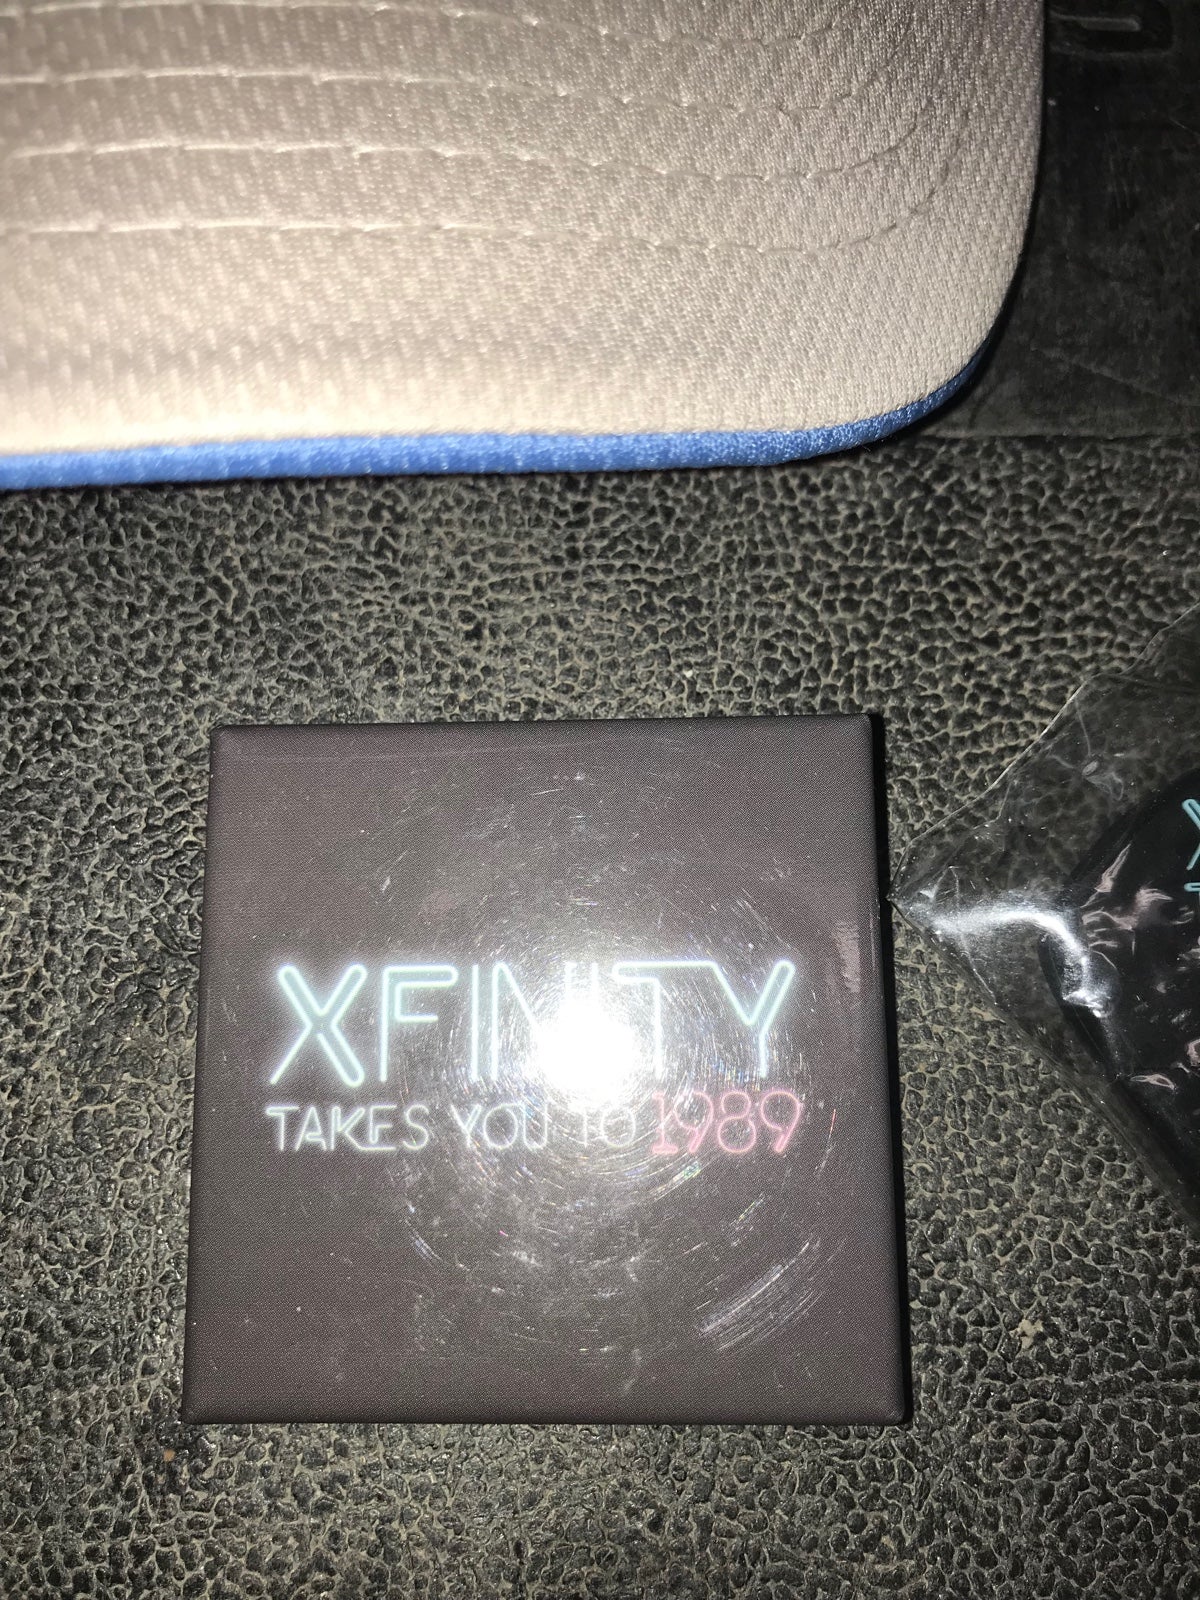 XFINITY
TAKES YOU TO 1989
X